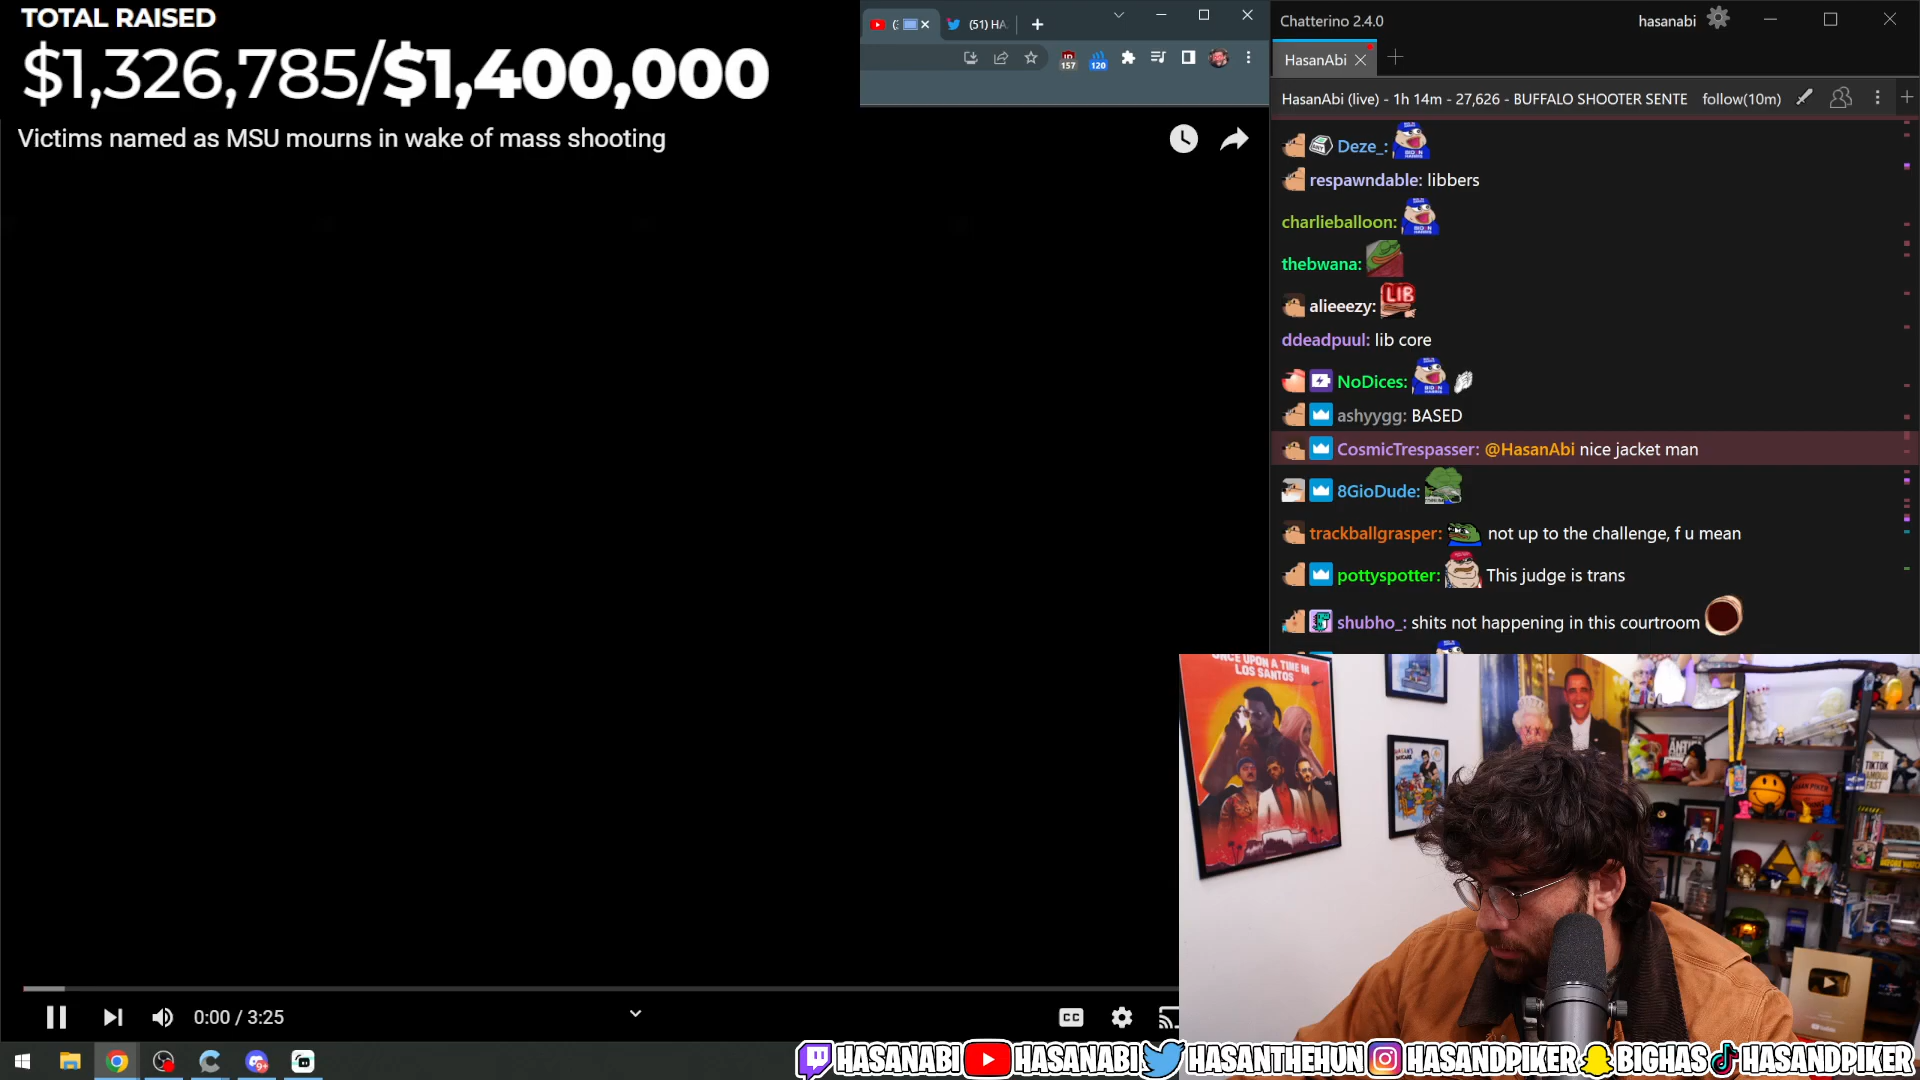 TOTAL RAISED
$1,326,785/$1,400,000
Victims named as MSU mourns in wake of mass shooting
(51) HA
157
120
Chatterino 2.4.0
hasanabi
HasanAbi
HasanAbi (live) - 1h 14m - 27,626 - BUFFALO SHOOTER SENTE
follow(10m)
Deze_:
respawndable: libbers
charlieballoon:
thebwana:
alieeezy: LIB
ddeadpuul: lib core
NoDices:
ashyygg: BASED
CosmicTrespasser: @HasanAbi nice jacket man
8GioDude:
trackballgrasper: not up to the challenge, f u mean
pottyspotter: This judge is trans
shubho_: shits not happening in this courtroom
ONCE UPON A TIME IN
LOS SANTOS
0:00 / 3:25
CC
HASANABI HASANABI HASANTHEHUN HASANDPIKER BIGHAS HASANDPIKER